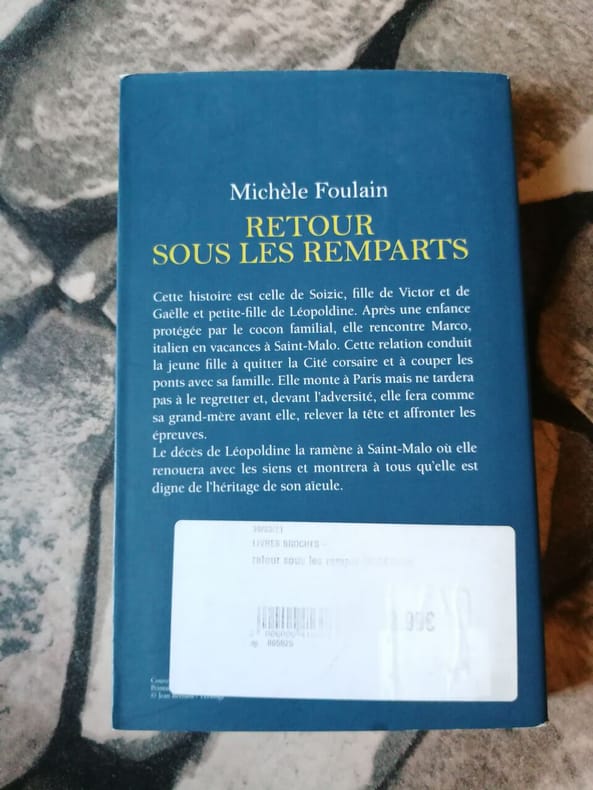 Michèle Foulain
RETOUR
SOUS LES REMPARTS
Cette histoire est celle de Soizic, fille de Victor et de
Gaëlle et petite-fille de Léopoldine. Après une enfance
protégée par le cocon familial, elle rencontre Marco,
italien en vacances à Saint-Malo. Cette relation conduit
la jeune fille à quitter la Cité corsaire et à couper les
ponts avec sa famille. Elle monte à Paris mais ne tardera
pas à le regretter et, devant l'adversité, elle fera comme
sa grand-mère avant elle, relever la tête et affronter les
épreuves.
Le décès de Léopoldine la ramène à Saint-Malo où elle
renouera avec les siens et montrera à tous qu'elle est
digne de l'héritage de son aïeule.
LIVRES BROCHES -
retour sous les